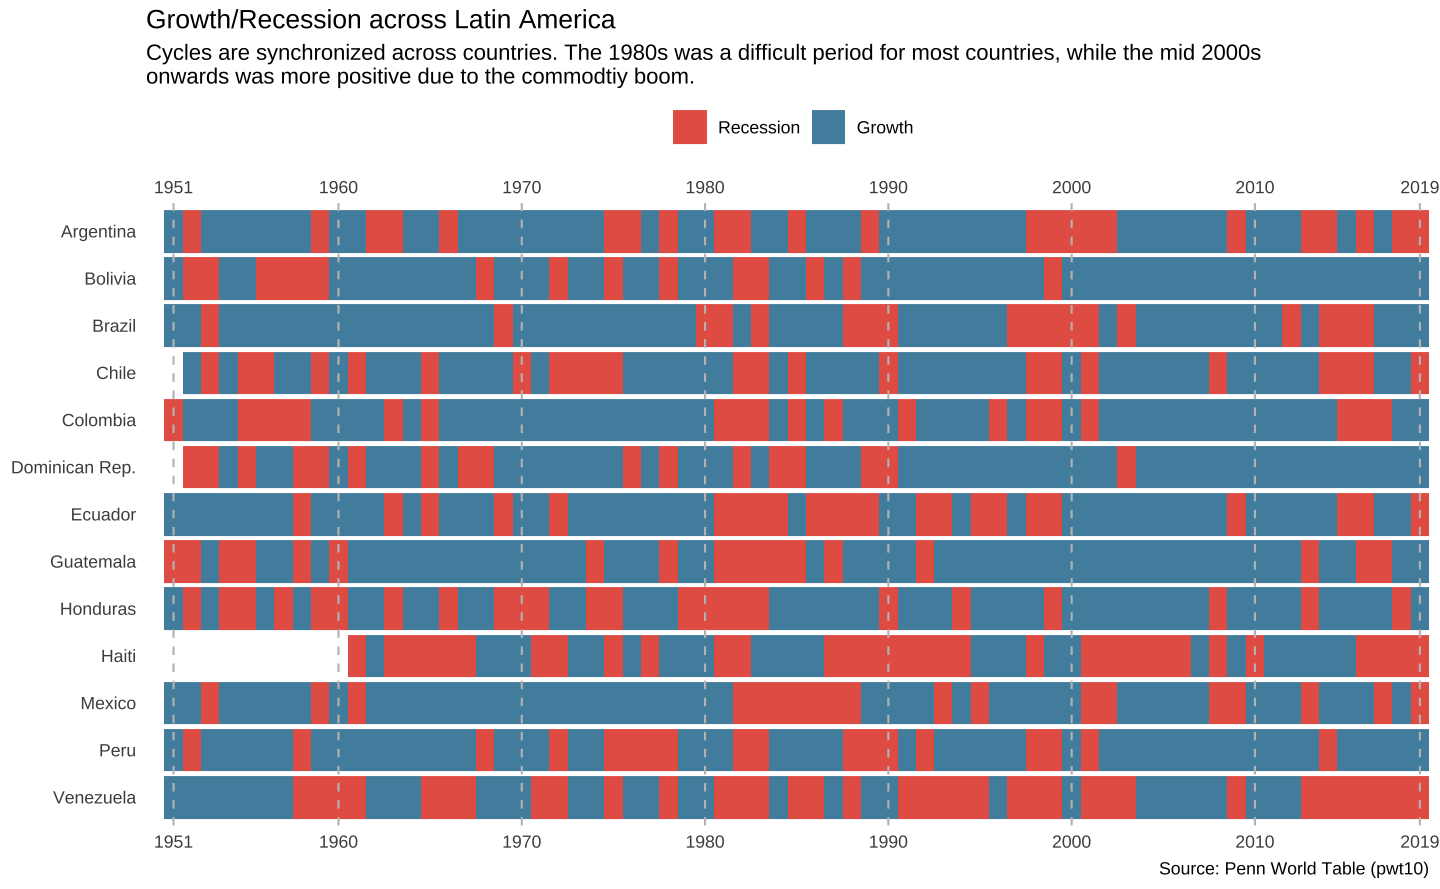 Growth/Recession across Latin America
Cycles are synchronized across countries. The 1980s was a difficult period for most countries, while the mid 2000s
onwards was more positive due to the commodtiy boom.
Recession Growth
1951 1960 1970 1980 1990 2000 2010 2019
Argentina
Bolivia
Brazil
Chile
Colombia
Dominican Rep.
Ecuador
Guatemala
Honduras
Haiti
Mexico
Peru
Venezuela
1951 1960 1970 1980 1990 2000 2010 2019
Source: Penn World Table (pwt10)